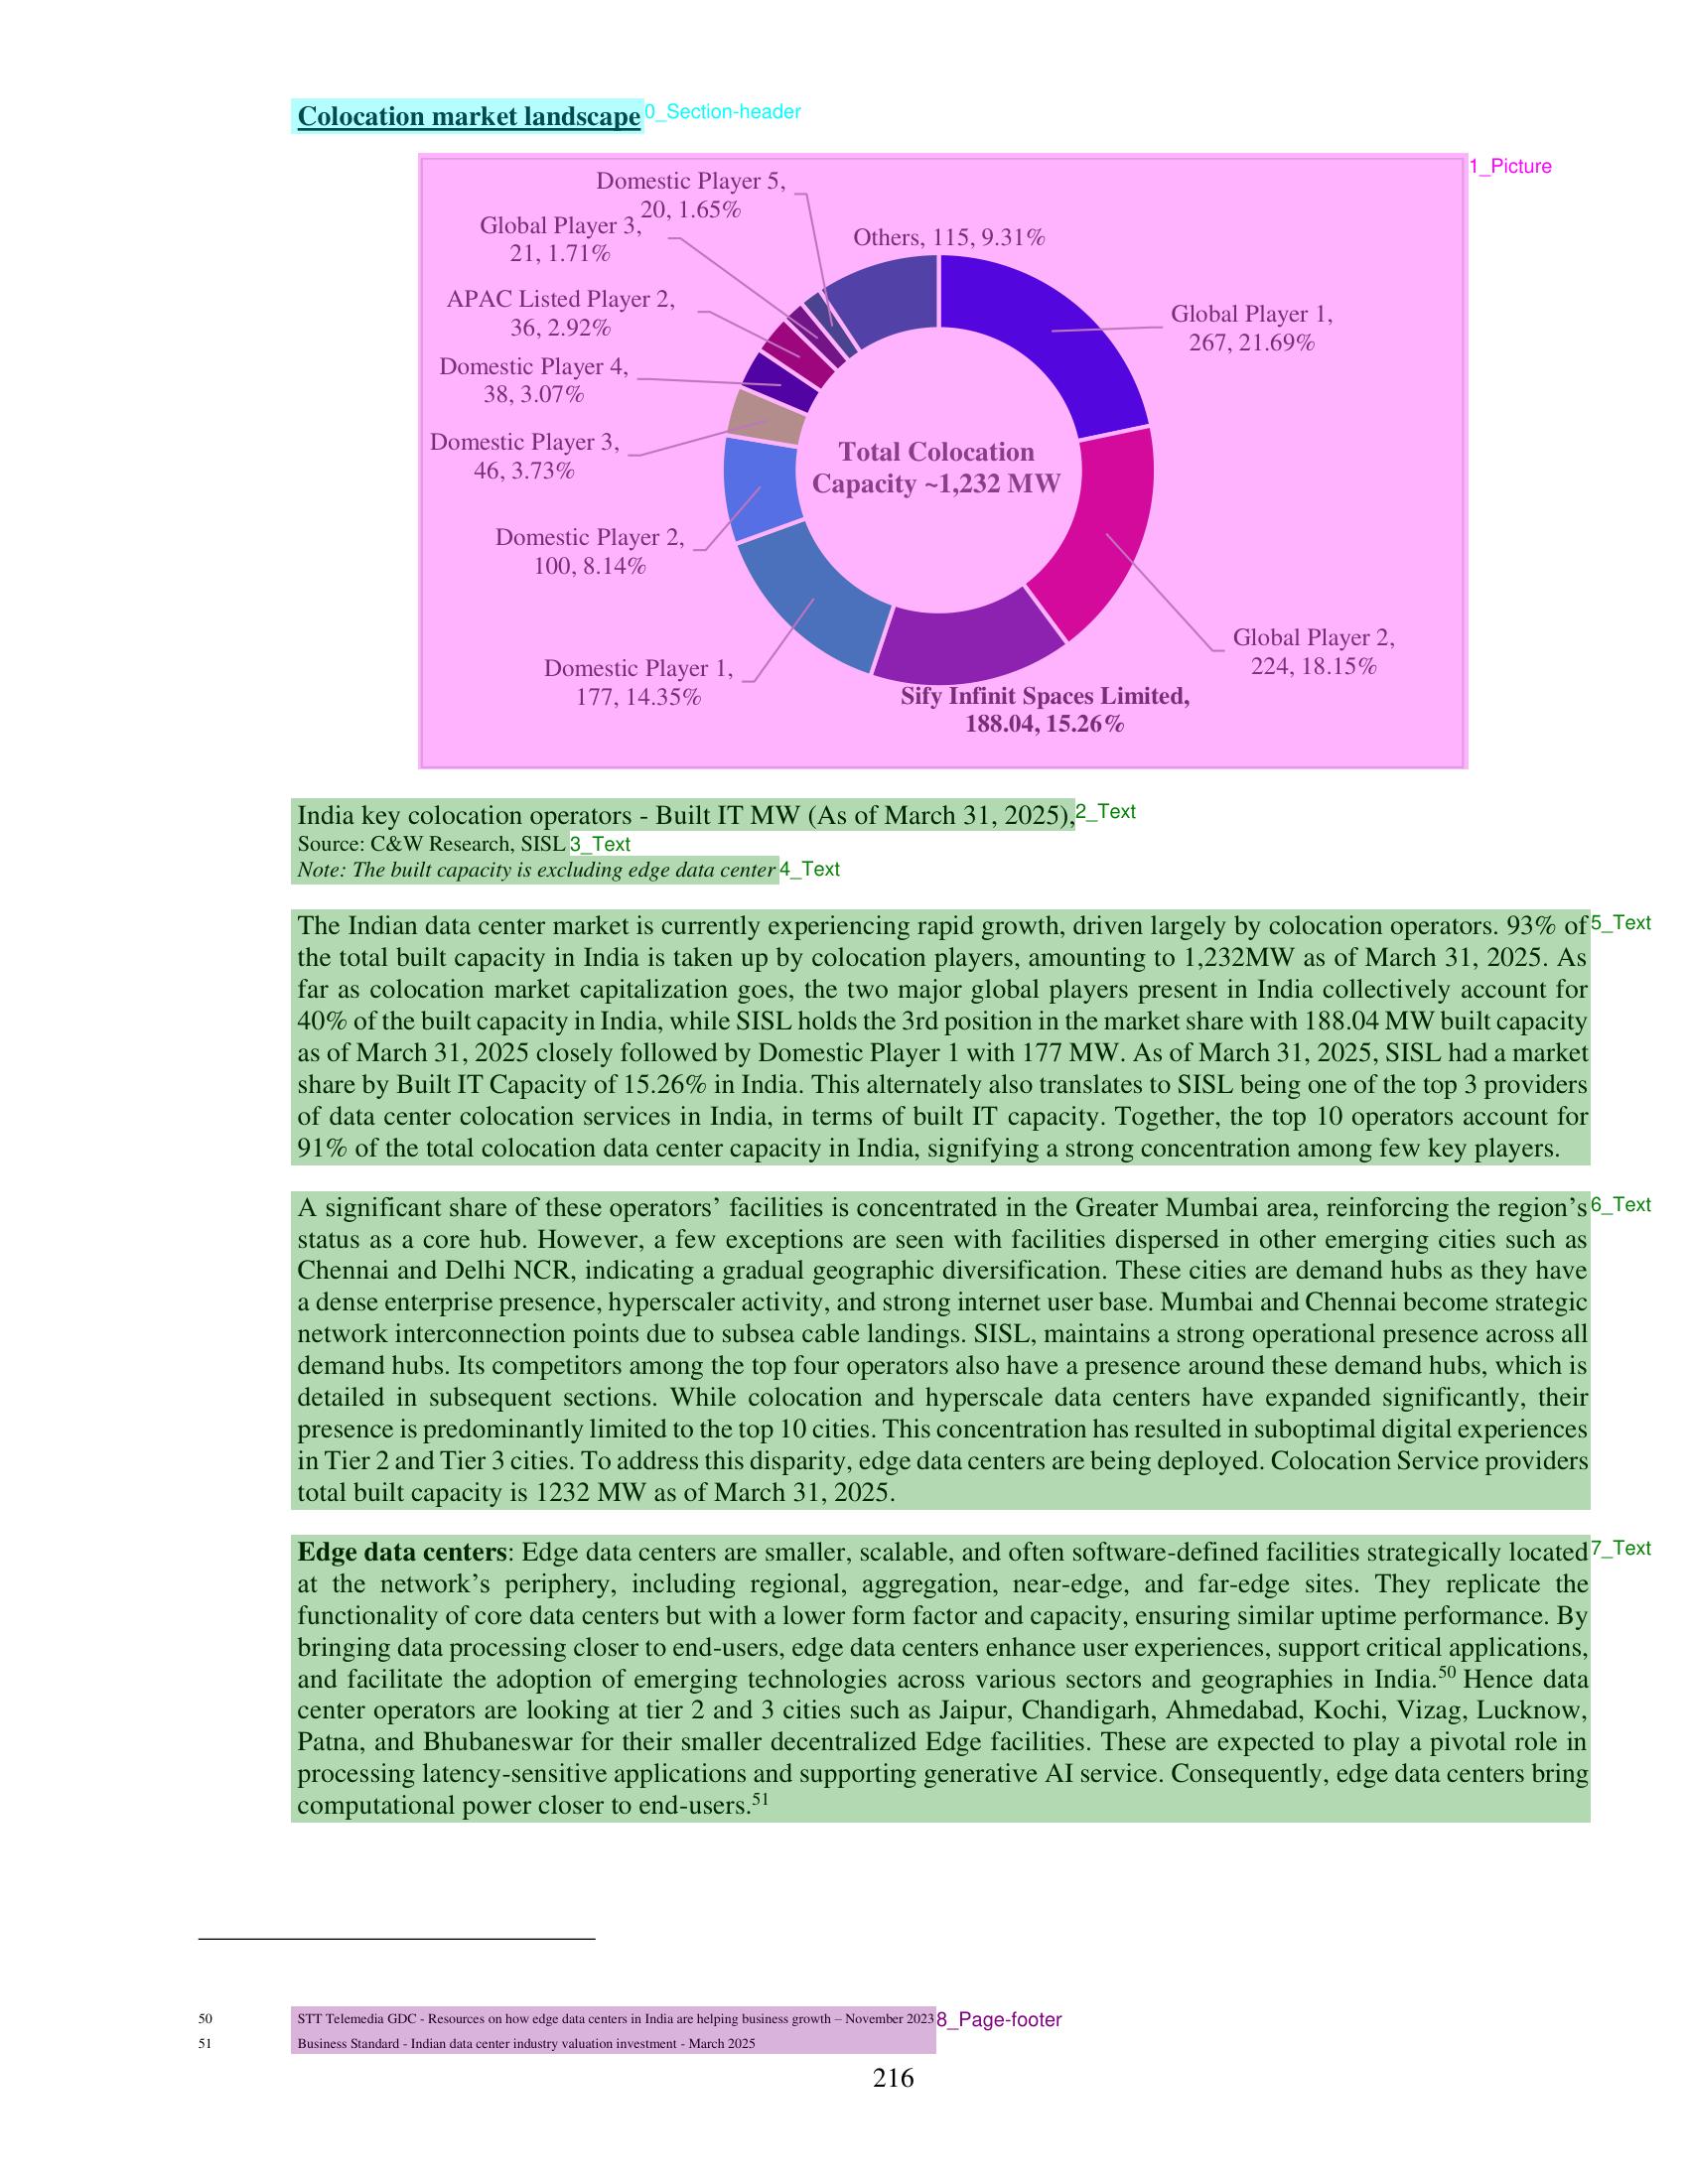 Colocation market landscape
0_Section-header
1_Picture
Domestic Player 5,
20, 1.65%
Global Player 3,
21, 1.71%
Others, 115, 9.31%
APAC Listed Player 2,
36, 2.92%
Global Player 1,
267, 21.69%
Domestic Player 4,
38, 3.07%
Domestic Player 3,
46, 3.73%
Total Colocation
Capacity ~1,232 MW
Domestic Player 2,
100, 8.14%
Global Player 2,
224, 18.15%
Domestic Player 1,
177, 14.35%
Sify Infinit Spaces Limited,
188.04, 15.26%
India key colocation operators - Built IT MW (As of March 31, 2025),
2_Text
Source: C&W Research, SISL
3_Text
Note: The built capacity is excluding edge data center
4_Text
The Indian data center market is currently experiencing rapid growth, driven largely by colocation operators. 93% of
5_Text
the total built capacity in India is taken up by colocation players, amounting to 1,232MW as of March 31, 2025. As
far as colocation market capitalization goes, the two major global players present in India collectively account for
40% of the built capacity in India, while SISL holds the 3rd position in the market share with 188.04 MW built capacity
as of March 31, 2025 closely followed by Domestic Player 1 with 177 MW. As of March 31, 2025, SISL had a market
share by Built IT Capacity of 15.26% in India. This alternately also translates to SISL being one of the top 3 providers
of data center colocation services in India, in terms of built IT capacity. Together, the top 10 operators account for
91% of the total colocation data center capacity in India, signifying a strong concentration among few key players.
A significant share of these operators’ facilities is concentrated in the Greater Mumbai area, reinforcing the region’s
6_Text
status as a core hub. However, a few exceptions are seen with facilities dispersed in other emerging cities such as
Chennai and Delhi NCR, indicating a gradual geographic diversification. These cities are demand hubs as they have
a dense enterprise presence, hyperscaler activity, and strong internet user base. Mumbai and Chennai become strategic
network interconnection points due to subsea cable landings. SISL, maintains a strong operational presence across all
demand hubs. Its competitors among the top four operators also have a presence around these demand hubs, which is
detailed in subsequent sections. While colocation and hyperscale data centers have expanded significantly, their
presence is predominantly limited to the top 10 cities. This concentration has resulted in suboptimal digital experiences
in Tier 2 and Tier 3 cities. To address this disparity, edge data centers are being deployed. Colocation Service providers
total built capacity is 1232 MW as of March 31, 2025.
Edge data centers: Edge data centers are smaller, scalable, and often software-defined facilities strategically located
7_Text
at the network’s periphery, including regional, aggregation, near-edge, and far-edge sites. They replicate the
functionality of core data centers but with a lower form factor and capacity, ensuring similar uptime performance. By
bringing data processing closer to end-users, edge data centers enhance user experiences, support critical applications,
and facilitate the adoption of emerging technologies across various sectors and geographies in India.50 Hence data
center operators are looking at tier 2 and 3 cities such as Jaipur, Chandigarh, Ahmedabad, Kochi, Vizag, Lucknow,
Patna, and Bhubaneswar for their smaller decentralized Edge facilities. These are expected to play a pivotal role in
processing latency-sensitive applications and supporting generative AI service. Consequently, edge data centers bring
computational power closer to end-users.51
50 STT Telemedia GDC - Resources on how edge data centers in India are helping business growth – November 2023
8_Page-footer
51 Business Standard - Indian data center industry valuation investment - March 2025
216